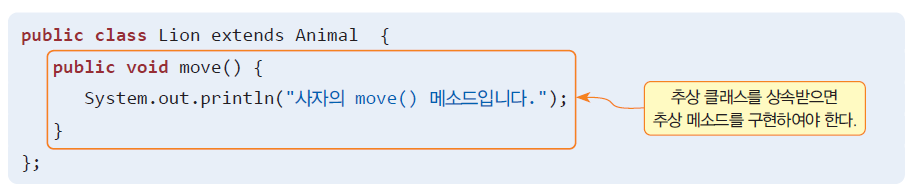 public class Lion extends Animal  {
public void move() {
System.out.println("사자의 move() 메소드입니다.");
}
};
추상 클래스를 상속받으면
추상 메소드를 구현하여야 한다.